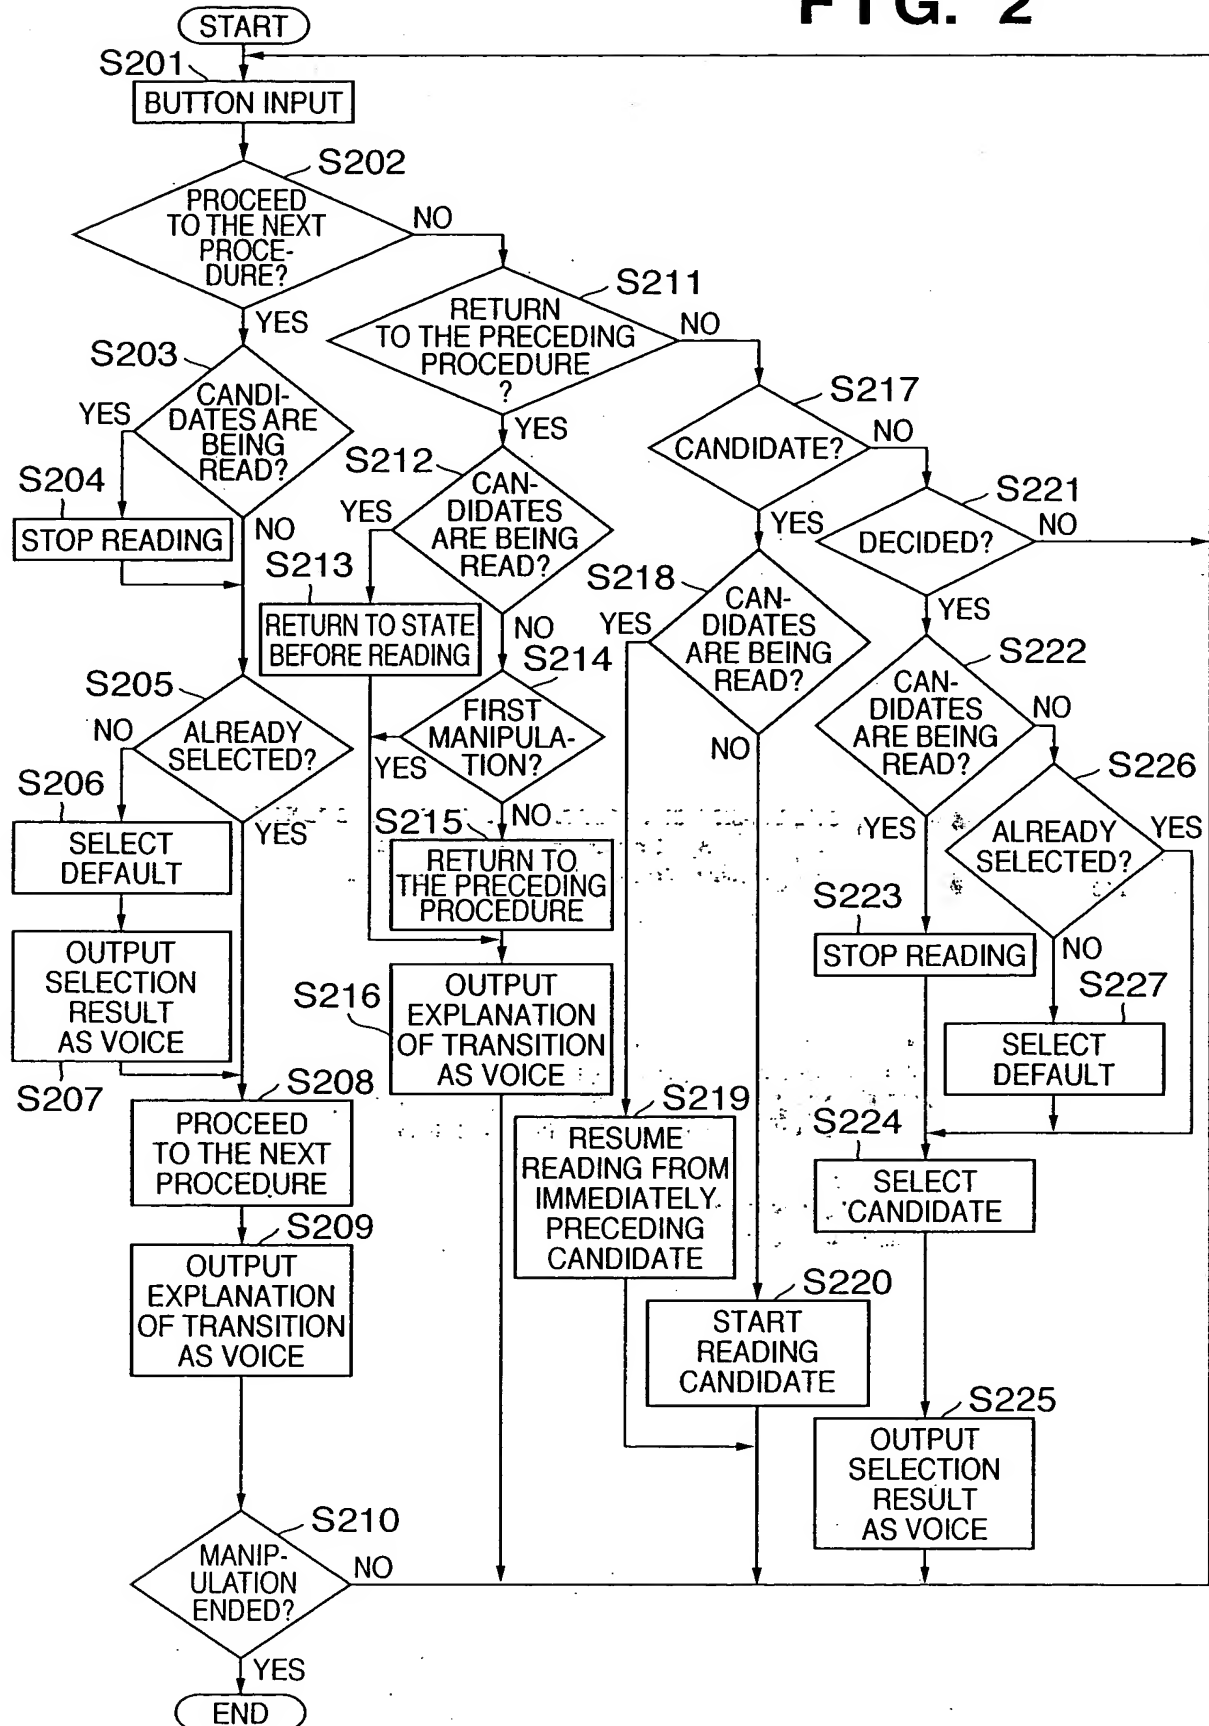 FIG. 2
START
S201
BUTTON INPUT
S202
PROCEED
TO THE NEXT
PROCE-
DURE?
NO
YES
S203
CANDI-
DATES ARE
BEING
READ?
YES
NO
S204
STOP READING
S205
ALREADY
SELECTED?
NO
YES
S206
SELECT
DEFAULT
OUTPUT
SELECTION
RESULT
AS VOICE
S207
S208
PROCEED
TO THE NEXT
PROCEDURE
S209
OUTPUT
EXPLANATION
OF TRANSITION
AS VOICE
S210
MANIP-
ULATION
ENDED?
NO
YES
END
S211
RETURN
TO THE PRECEDING
PROCEDURE
?
NO
YES
S212
CAN-
DIDATES
ARE BEING
READ?
YES
NO
S213
RETURN TO STATE
BEFORE READING
S214
FIRST
MANIPULA-
TION?
YES
NO
S215
RETURN TO
THE PRECEDING
PROCEDURE
S216
OUTPUT
EXPLANATION
OF TRANSITION
AS VOICE
S217
CANDIDATE?
NO
YES
S218
CAN-
DIDATES
ARE BEING
READ?
YES
NO
S219
RESUME
READING FROM
IMMEDIATELY
PRECEDING
CANDIDATE
S220
START
READING
CANDIDATE
S221
DECIDED?
NO
YES
S222
CAN-
DIDATES
ARE BEING
READ?
NO
YES
S223
STOP READING
S226
ALREADY
SELECTED?
YES
NO
S227
SELECT
DEFAULT
S224
SELECT
CANDIDATE
S225
OUTPUT
SELECTION
RESULT
AS VOICE